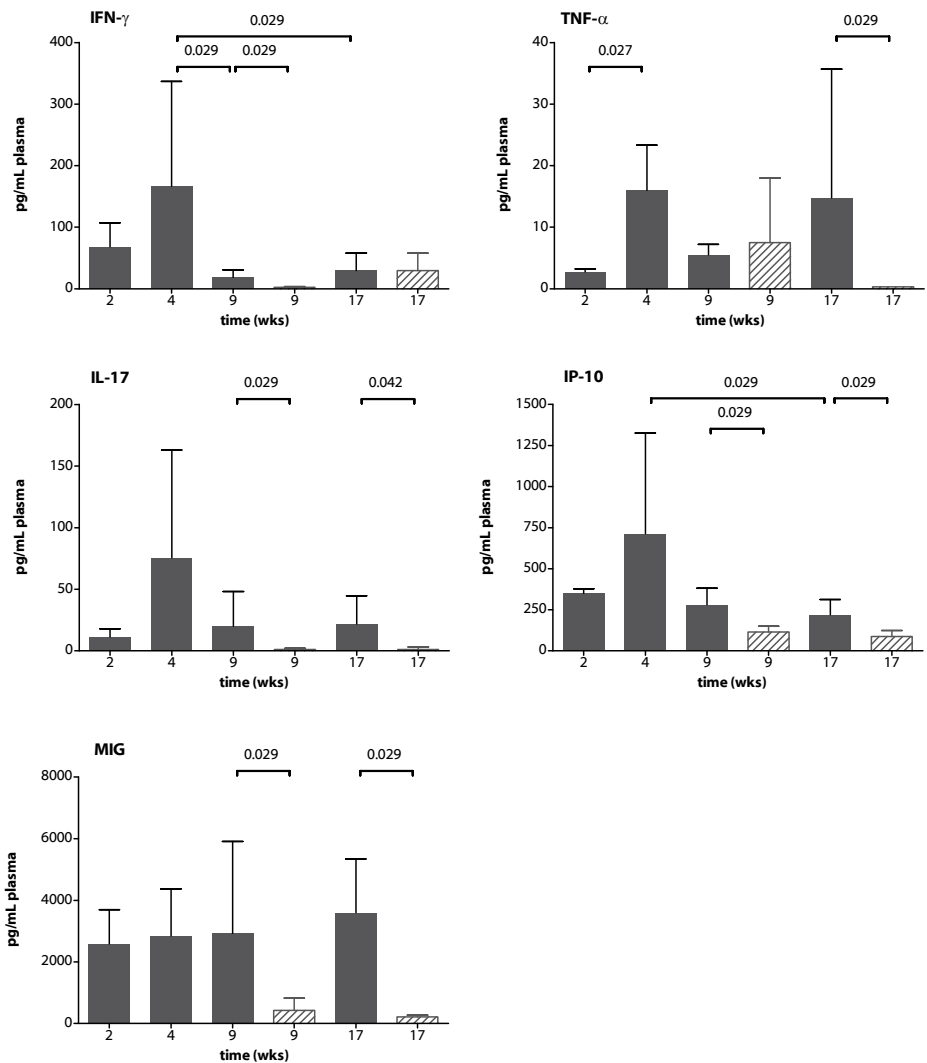 IFN-γ
0.029
0.029 0.029
400
300
200
100
0
pg/mL plasma
2 4 9 9 17 17
time (wks)
TNF-α
0.029
0.027
40
30
20
10
0
pg/mL plasma
2 4 9 9 17 17
time (wks)
IL-17
0.029 0.042
200
150
100
50
0
pg/mL plasma
2 4 9 9 17 17
time (wks)
IP-10
0.029 0.029
0.029
1500
1250
1000
750
500
250
0
pg/mL plasma
2 4 9 9 17 17
time (wks)
MIG
0.029 0.029
8000
6000
4000
2000
0
pg/mL plasma
2 4 9 9 17 17
time (wks)